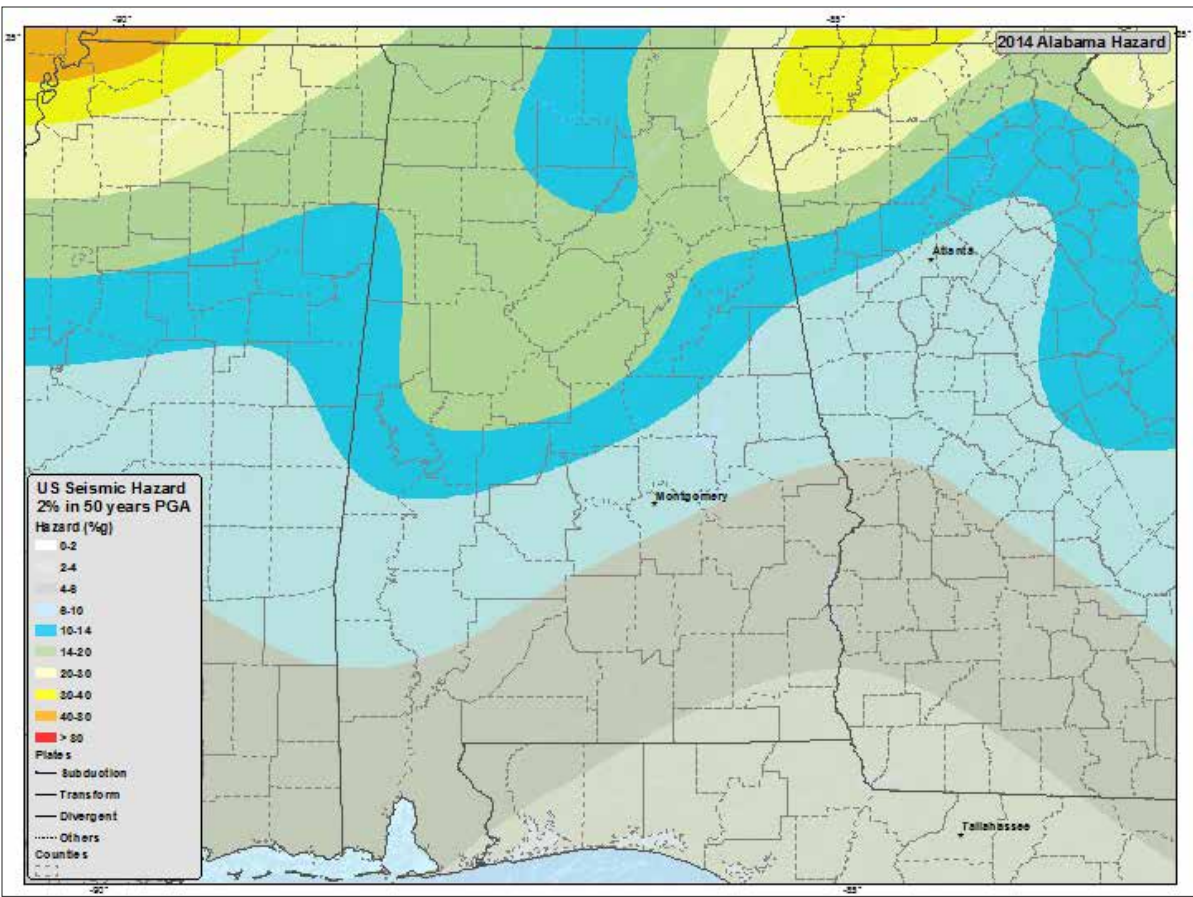 -90°
-85°
35°
35°
2014 Alabama Hazard
Atlanta
Montgomery
US Seismic Hazard
2% in 50 years PGA
Hazard (%g)
0-2
2-4
4-6
6-10
10-14
14-20
20-30
30-40
40-80
> 80
Plates
Subduction
Transform
Divergent
Others
Counties
Tallahassee
-90°
-85°